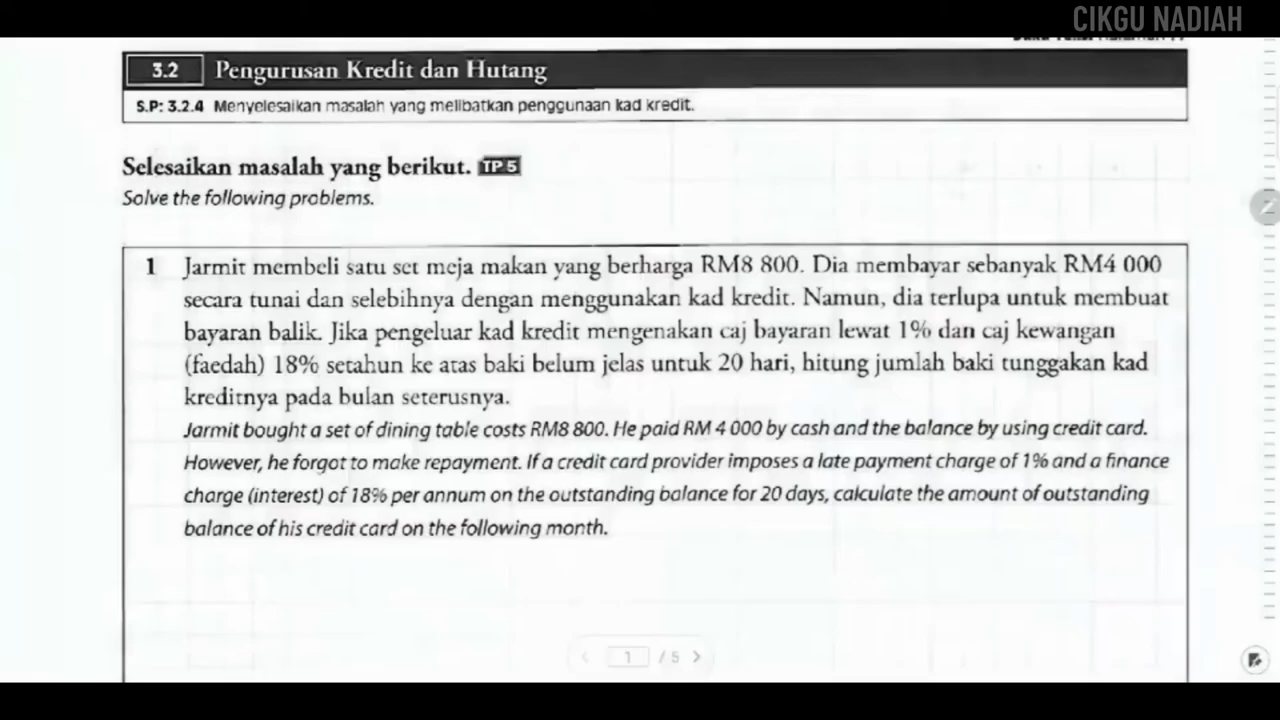 CIKGU NADIAH
3.2 Pengurusan Kredit dan Hutang
S.P: 3.2.4 Menyelesaikan masalah yang melibatkan penggunaan kad kredit.
Selesaikan masalah yang berikut. TP 5
Solve the following problems.
1 Jarmit membeli satu set meja makan yang berharga RM8 800. Dia membayar sebanyak RM4 000
secara tunai dan selebihnya dengan menggunakan kad kredit. Namun, dia terlupa untuk membuat
bayaran balik. Jika pengeluar kad kredit mengenakan caj bayaran lewat 1% dan caj kewangan
(faedah) 18% setahun ke atas baki belum jelas untuk 20 hari, hitung jumlah baki tunggakan kad
kreditnya pada bulan seterusnya.
Jarmit bought a set of dining table costs RM8 800. He paid RM 4 000 by cash and the balance by using credit card.
However, he forgot to make repayment. If a credit card provider imposes a late payment charge of 1% and a finance
charge (interest) of 18% per annum on the outstanding balance for 20 days, calculate the amount of outstanding
balance of his credit card on the following month.
1 / 5